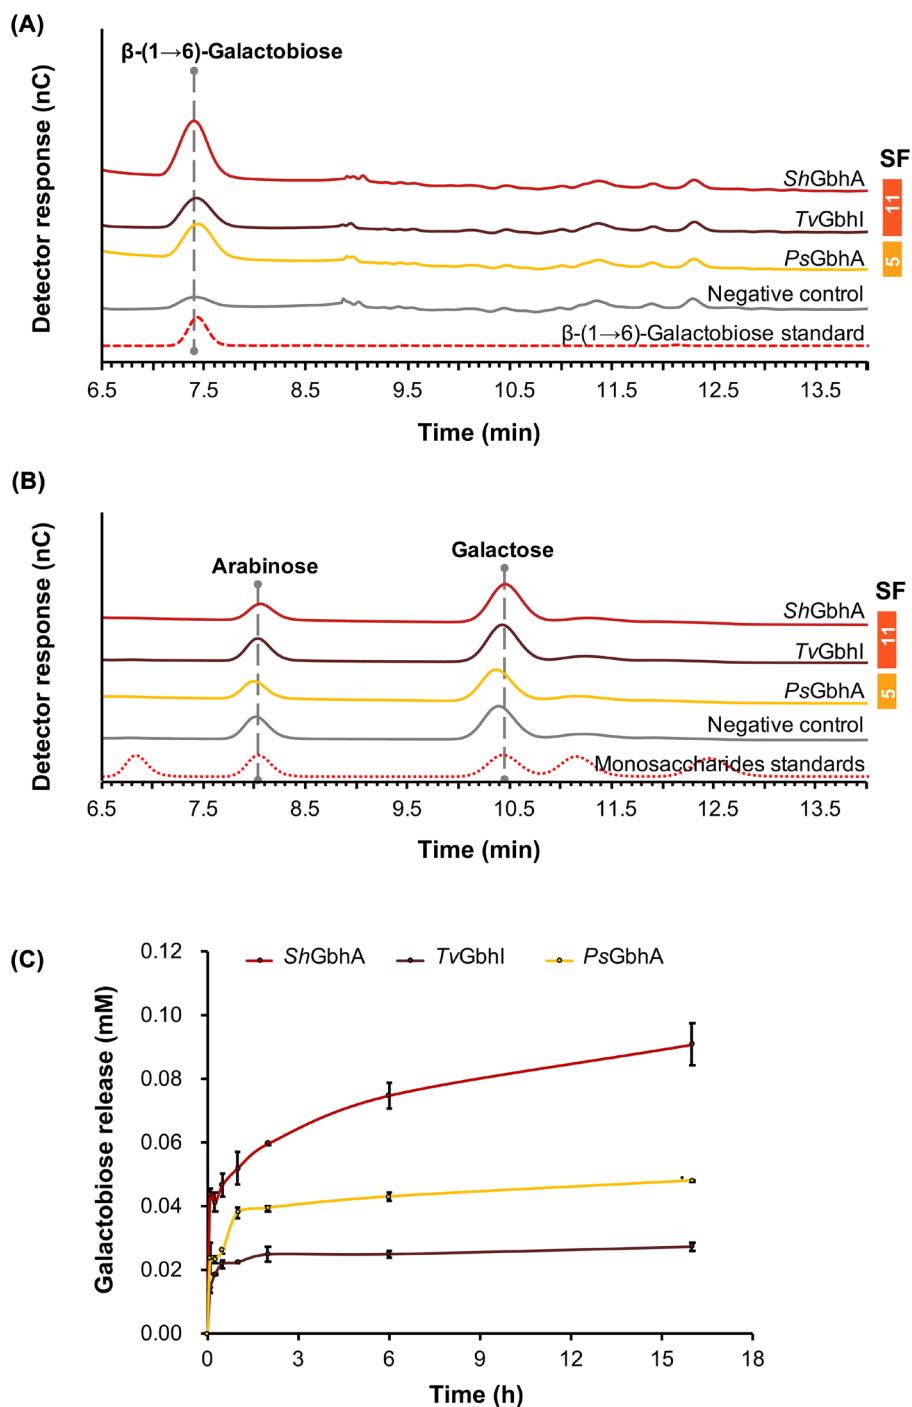 (A)
β-(1→6)-Galactobiose
Detector response (nC)
SF
ShGbhA
11
TvGbhI
PsGbhA
5
Negative control
β-(1→6)-Galactobiose standard
6.5 7.5 8.5 9.5 10.5 11.5 12.5 13.5
Time (min)
(B)
Detector response (nC)
Galactose
Arabinose
SF
ShGbhA
11
TvGbhI
PsGbhA
5
Negative control
Monosaccharides standards
6.5 7.5 8.5 9.5 10.5 11.5 12.5 13.5
Time (min)
(C)
Galactobiose release (mM)
ShGbhA TvGbhI PsGbhA
0.12
0.10
0.08
0.06
0.04
0.02
0.00
0 3 6 9 12 15 18
Time (h)